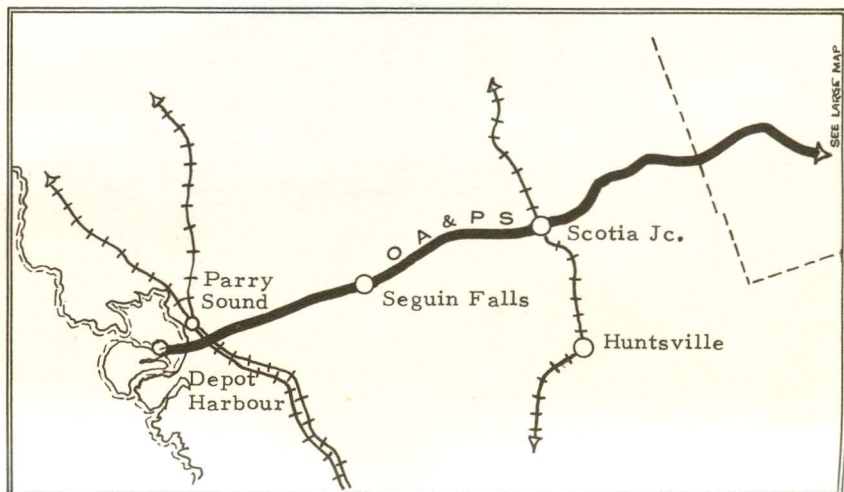 SEE LARGE MAP
O A & P S
Scotia Jc.
Parry
Sound
Seguin Falls
Huntsville
Depot
Harbour